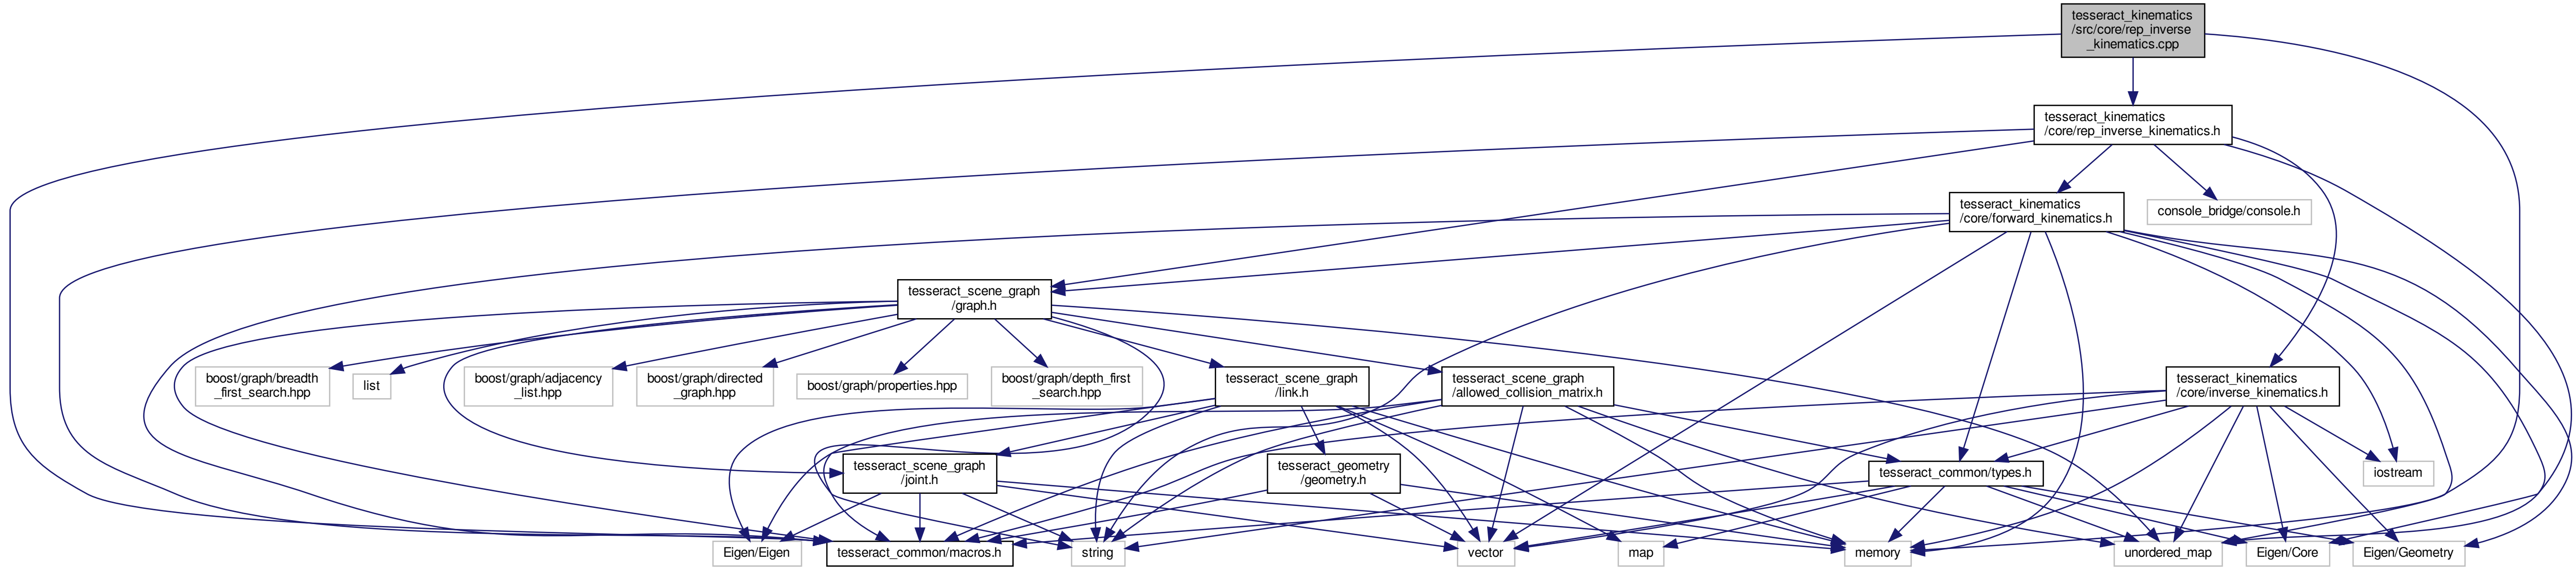 tesseract_kinematics
/src/core/rep_inverse
_kinematics.cpp
tesseract_kinematics
/core/rep_inverse_kinematics.h
tesseract_kinematics
/core/forward_kinematics.h
console_bridge/console.h
tesseract_scene_graph
/graph.h
boost/graph/breadth
_first_search.hpp
list
boost/graph/adjacency
_list.hpp
boost/graph/directed
_graph.hpp
boost/graph/properties.hpp
boost/graph/depth_first
_search.hpp
tesseract_scene_graph
/link.h
tesseract_scene_graph
/allowed_collision_matrix.h
tesseract_kinematics
/core/inverse_kinematics.h
tesseract_scene_graph
/joint.h
tesseract_geometry
/geometry.h
tesseract_common/types.h
iostream
Eigen/Eigen
tesseract_common/macros.h
string
vector
map
memory
unordered_map
Eigen/Core
Eigen/Geometry